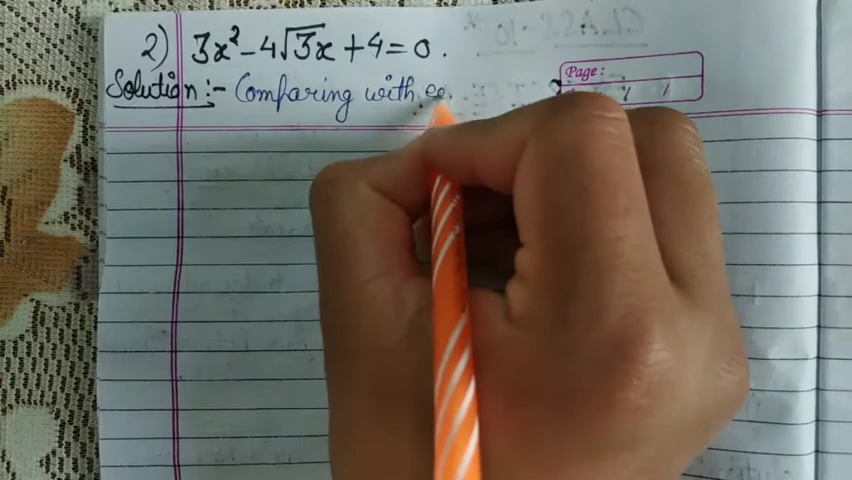 2) 3x² - 4√3x + 4 = 0.
Solution :- Comparing with
Page :